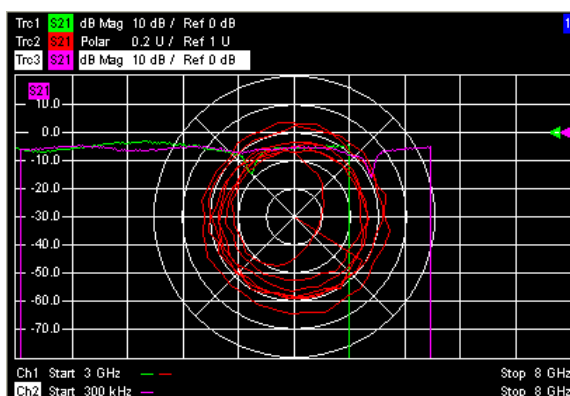 Trc1 S21 dB Mag 10 dB / Ref 0 dB
Trc2 S21 Polar 0.2 U / Ref 1 U
Trc3 S21 dB Mag 10 dB / Ref 0 dB
1
S21
10.0
0.0
-10.0
-20.0
-30.0
-40.0
-50.0
-60.0
-70.0
Ch1 Start 3 GHz Stop 8 GHz
Ch2 Start 300 kHz Stop 8 GHz